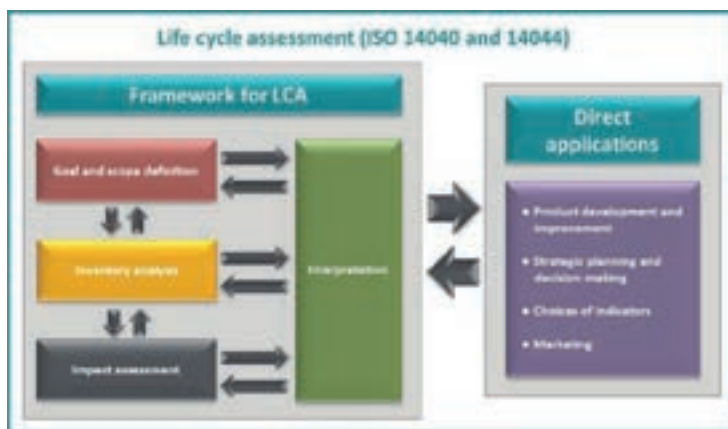 Life cycle assessment (ISO 14040 and 14044)
Framework for LCA
Goal and scope definition
Inventory analysis
Impact assessment
Interpretation
Direct
applications
• Product development and
improvement
• Strategic planning and
decision making
• Choices of indicators
• Marketing